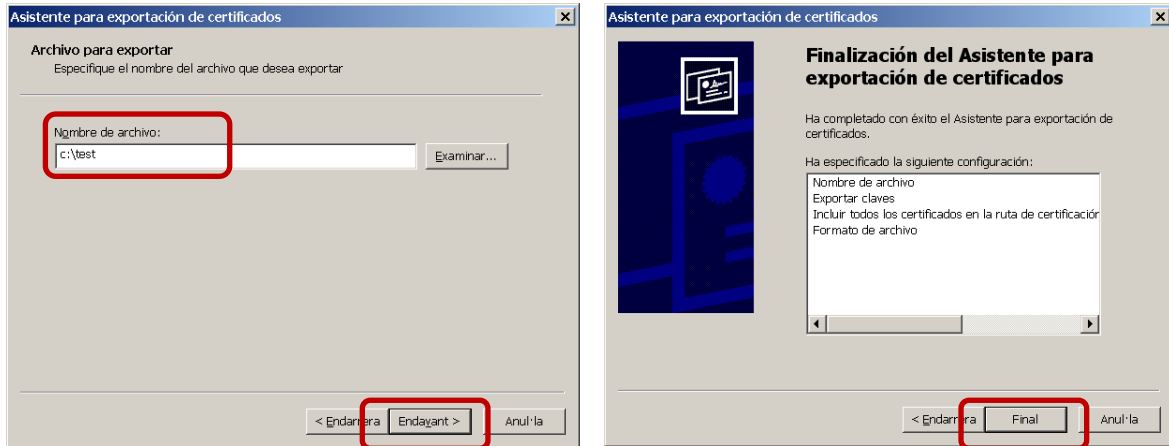 Asistente para exportación de certificados
Archivo para exportar
Especifique el nombre del archivo que desea exportar
Nombre de archivo:
c:\test
Examinar...
< Endarrera
Endavant >
Anul·la
Asistente para exportación de certificados
Finalización del Asistente para
exportación de certificados
Ha completado con éxito el Asistente para exportación de
certificados.
Ha especificado la siguiente configuración:
Nombre de archivo
Exportar claves
Incluir todos los certificados en la ruta de certificación
Formato de archivo
< Endarrera
Final
Anul·la